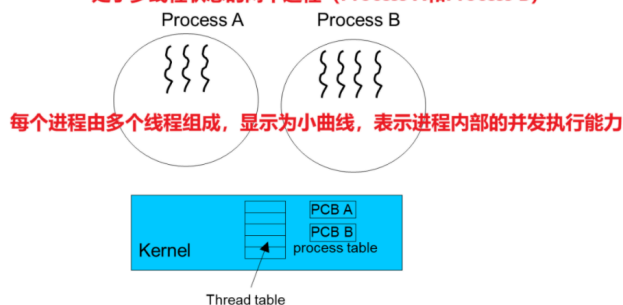 Process A
Process B
每个进程由多个线程组成，显示为小曲线，表示进程内部的并发执行能力
PCB A
PCB B
Kernel
process table
Thread table